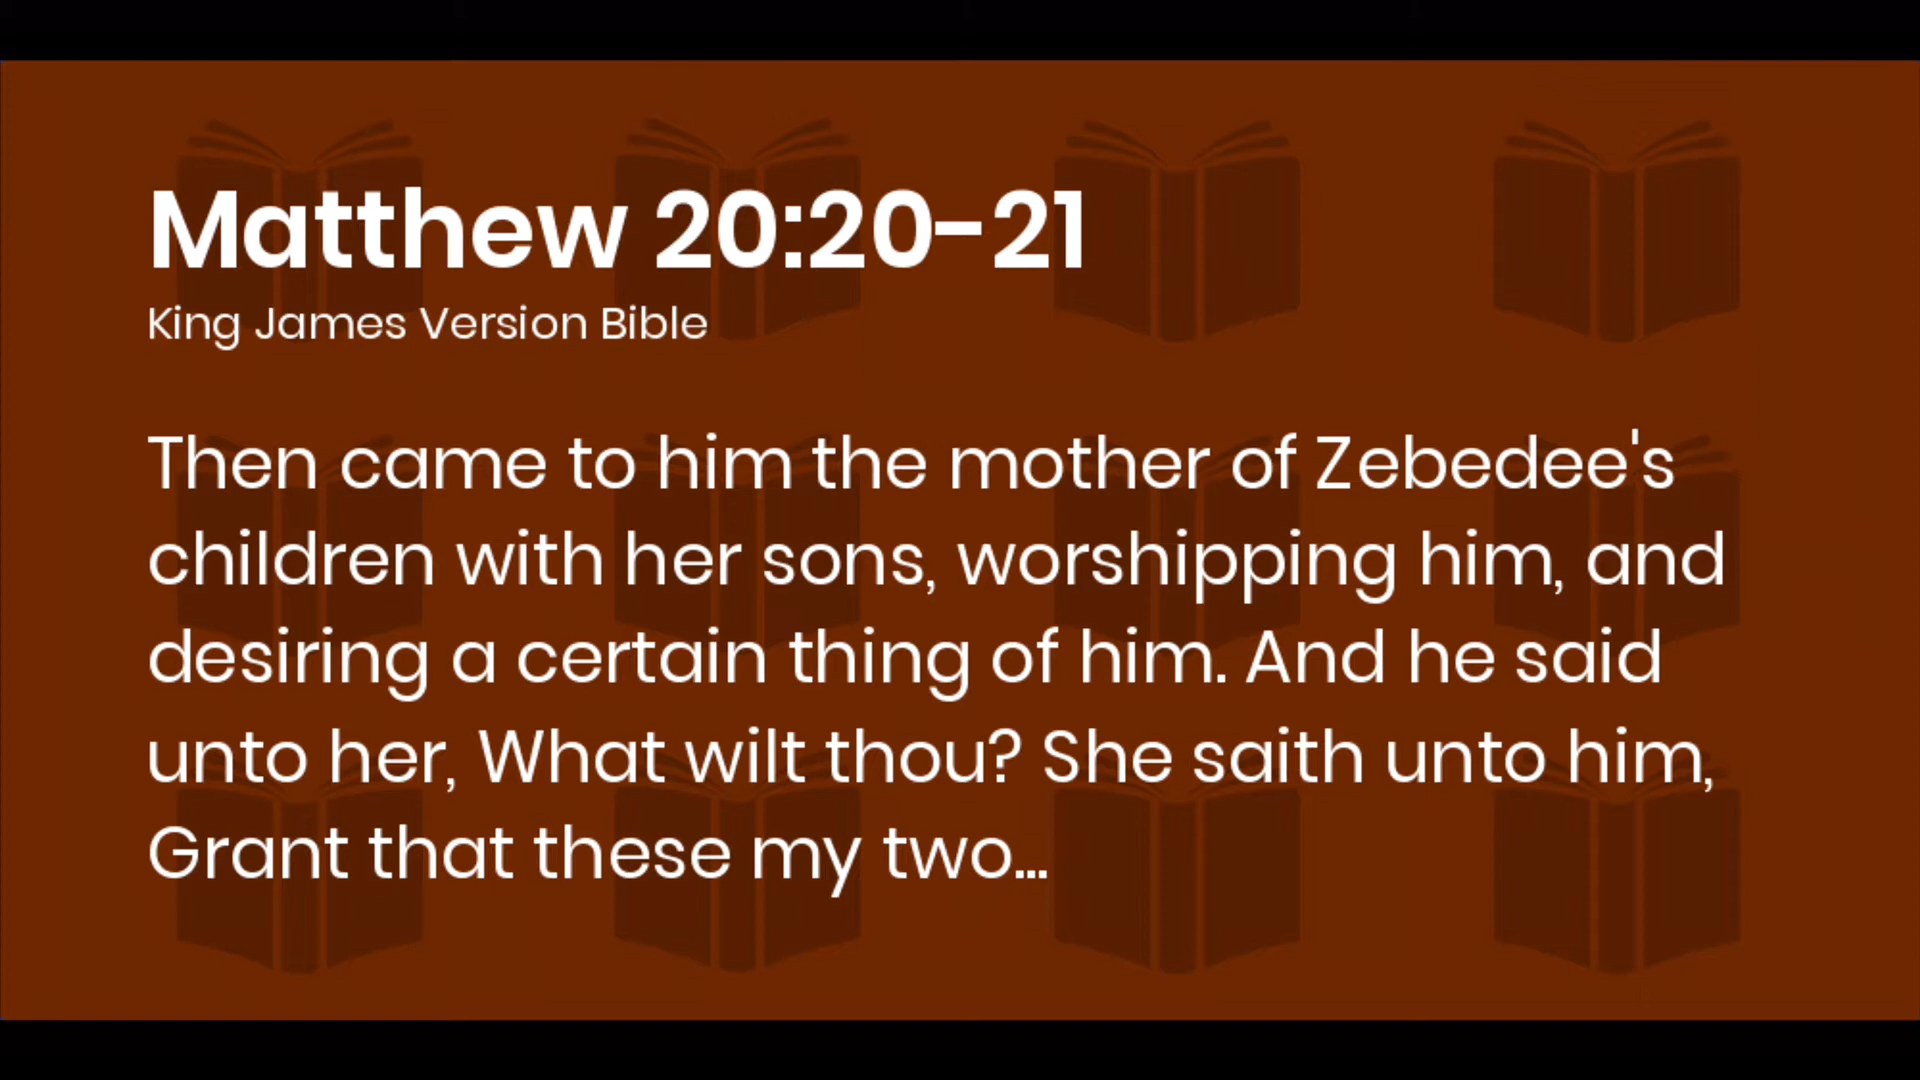 Matthew 20:20-21
King James Version Bible
Then came to him the mother of Zebedee's
children with her sons, worshipping him, and
desiring a certain thing of him. And he said
unto her, What wilt thou? She saith unto him,
Grant that these my two...